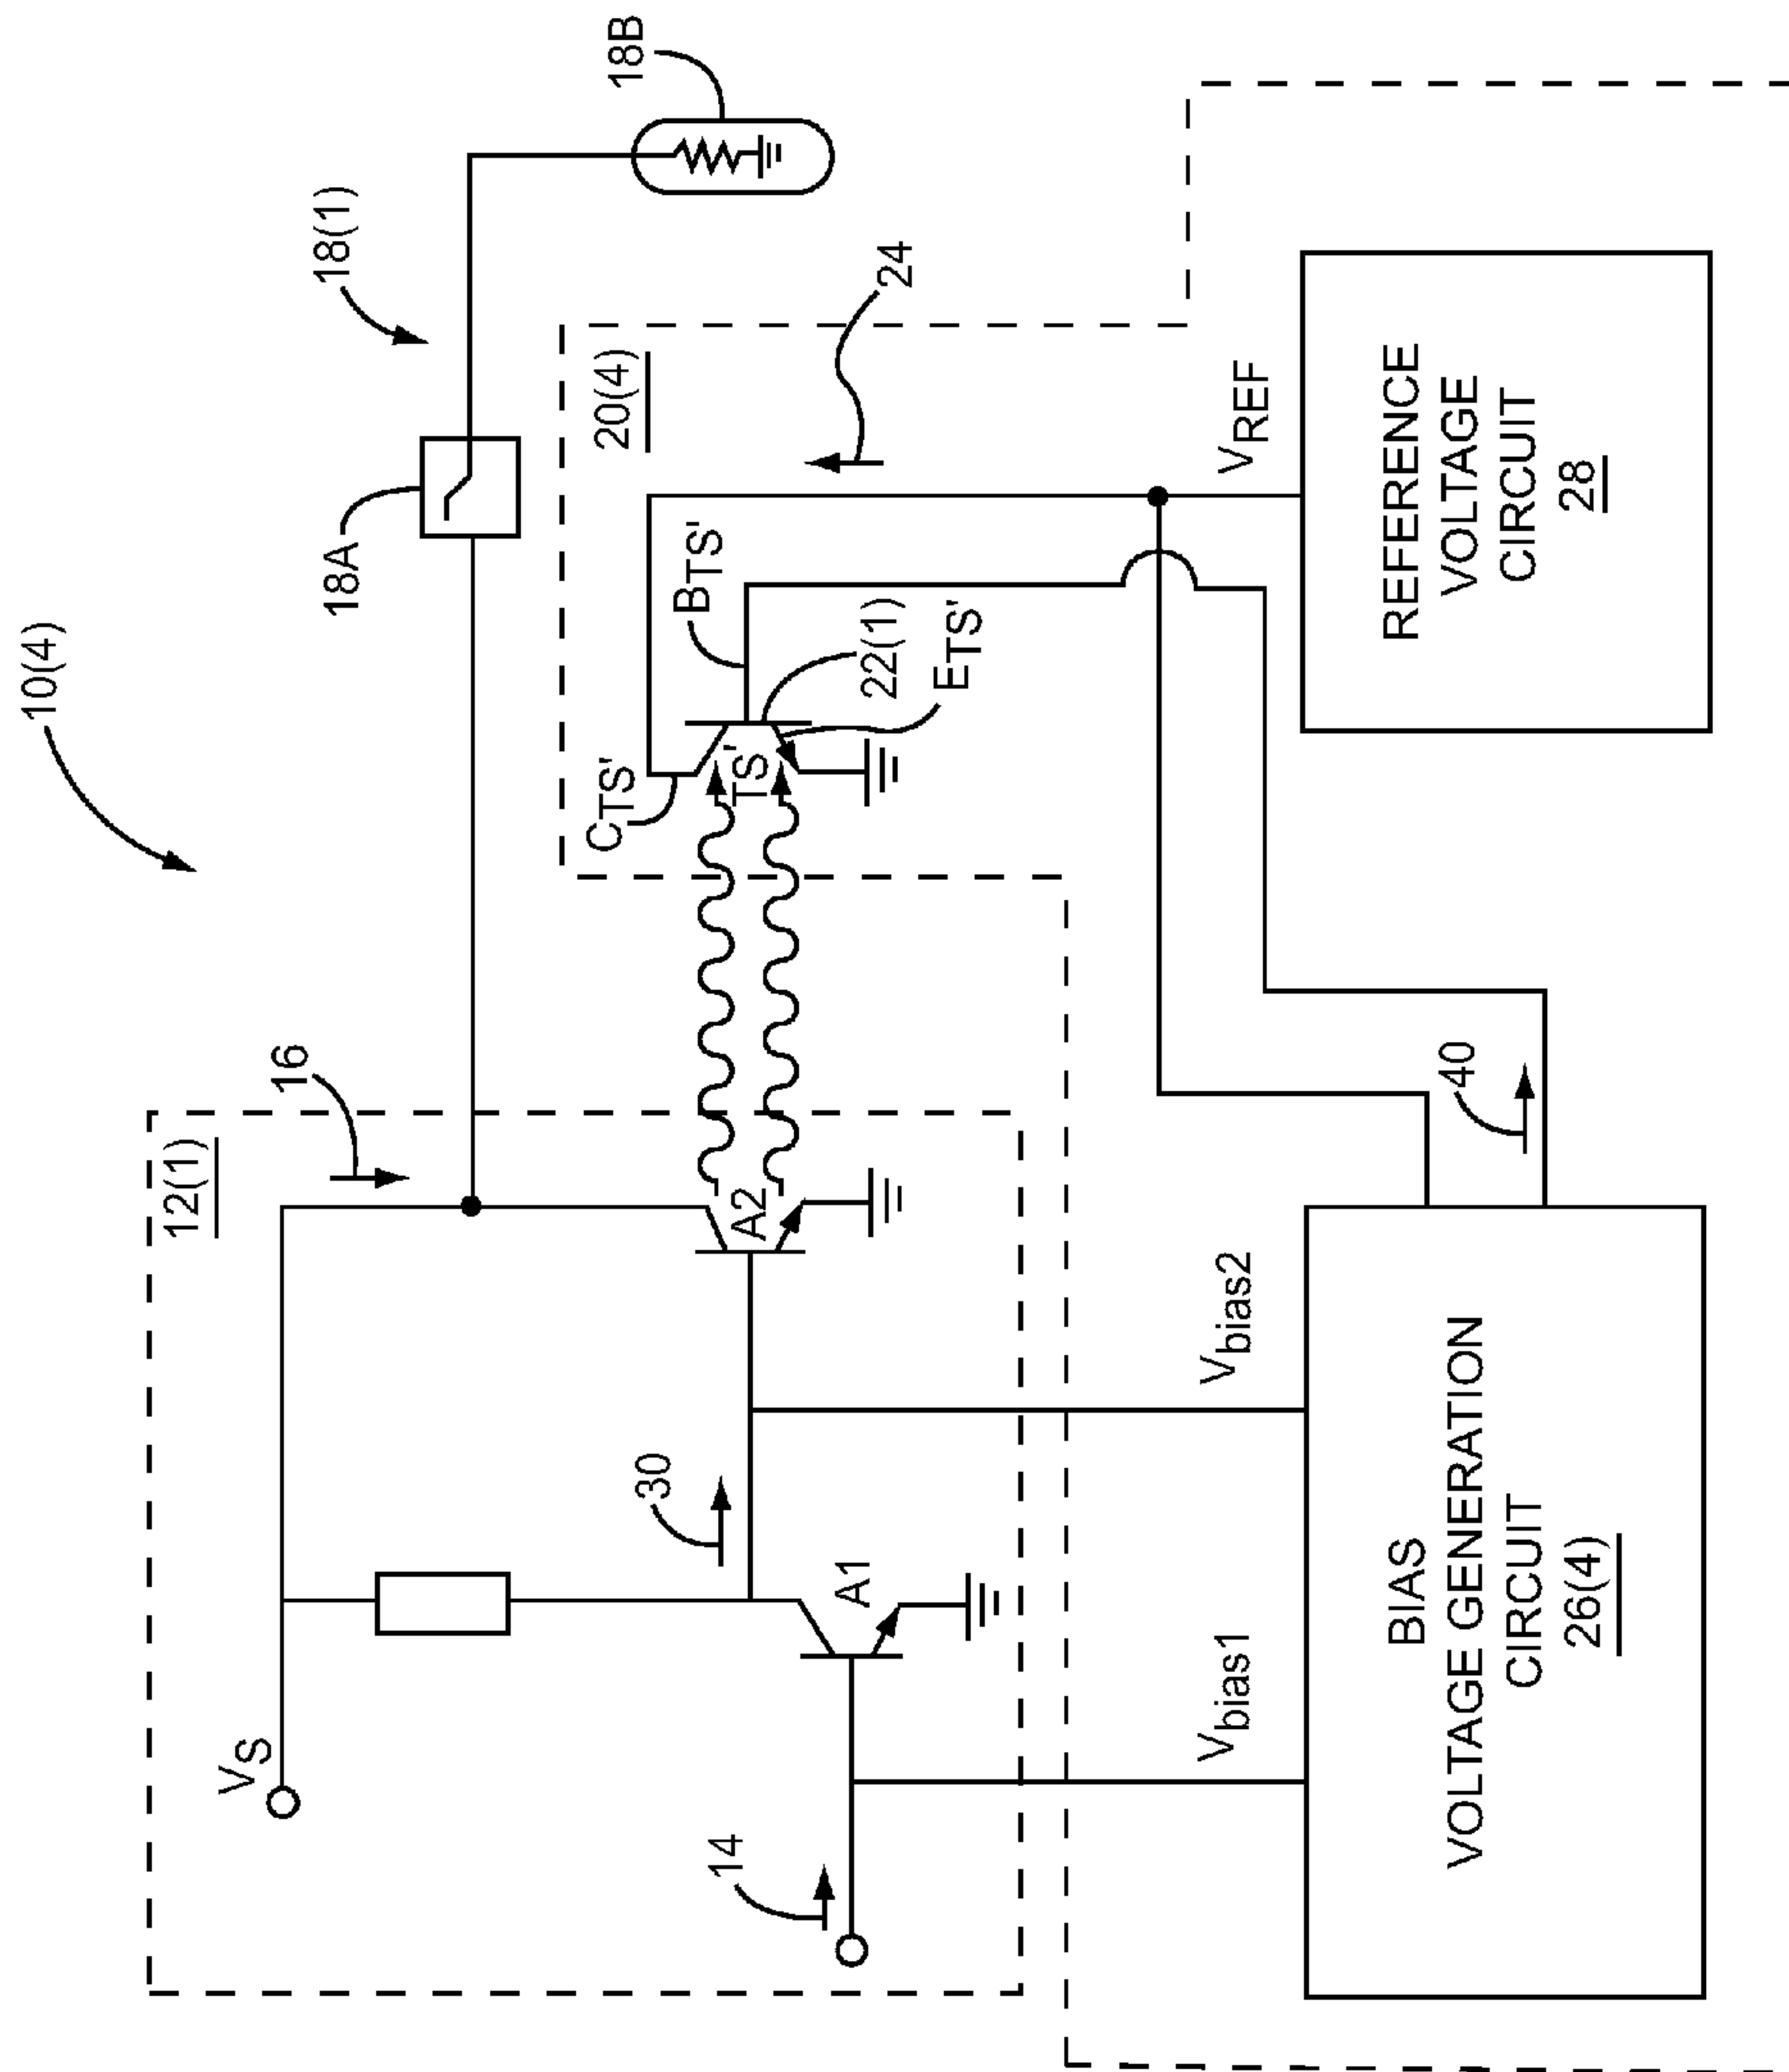 10(4)
12(1)
16
18A
18(1)
18B
VS
14
30
A1
A2
20(4)
CTS'
TS'
BTS'
22(1)
ETS'
24
Vbias1
Vbias2
VREF
40
BIAS
VOLTAGE GENERATION
CIRCUIT
26(4)
REFERENCE
VOLTAGE
CIRCUIT
28